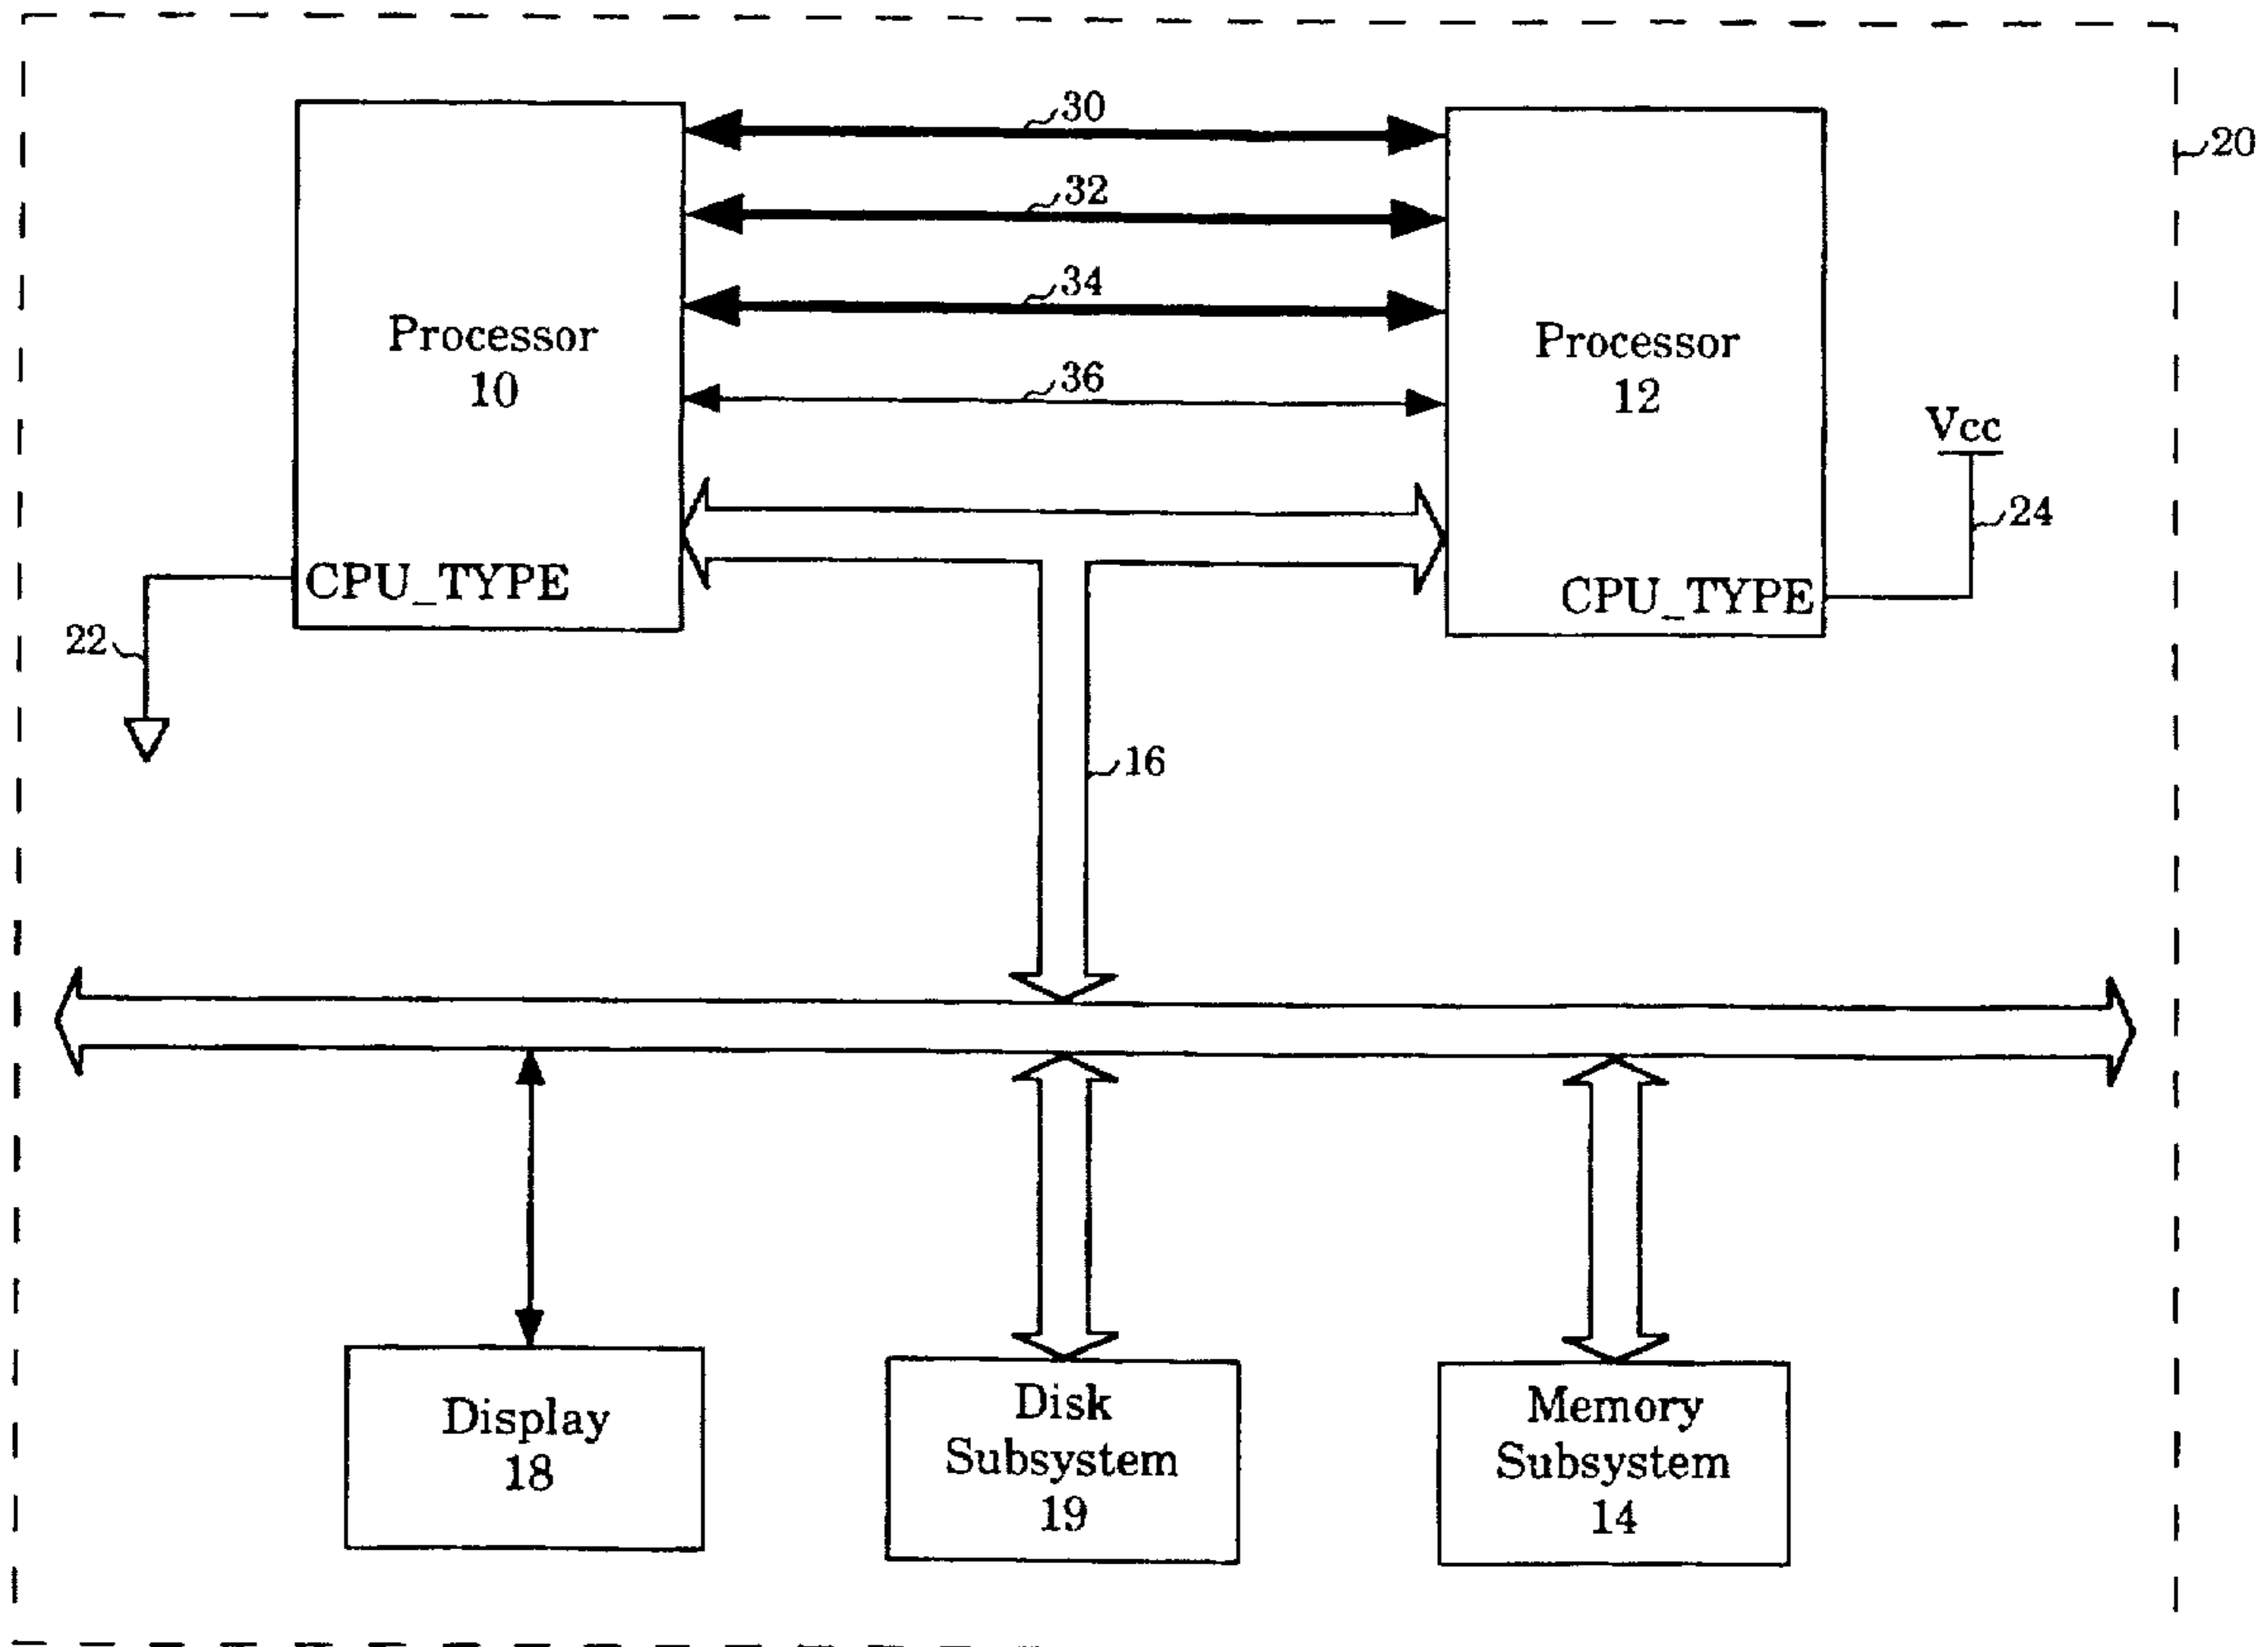 30
20
32
34
Processor
10
Processor
12
36
Vcc
24
CPU_TYPE
CPU_TYPE
22
16
Display
18
Disk
Subsystem
19
Memory
Subsystem
14